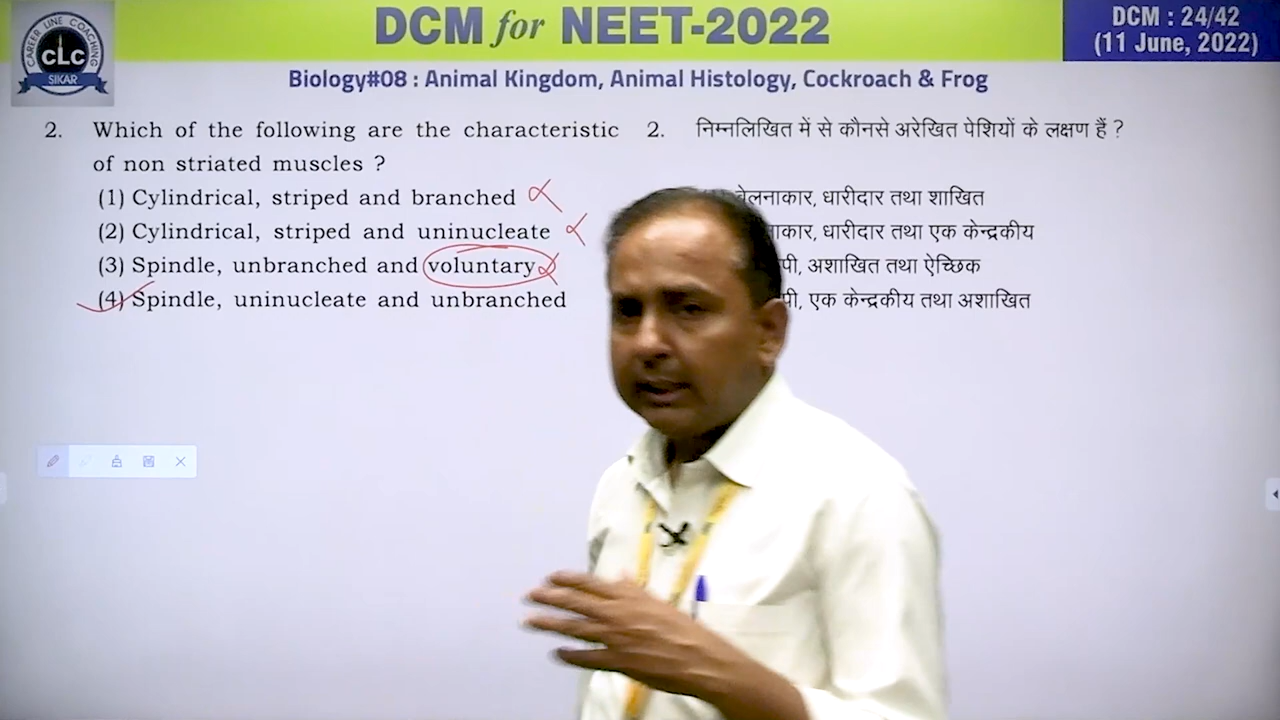 DCM for NEET-2022
DCM : 24/42
(11 June, 2022)
CAREER LINE COACHING
CLC
SIKAR
Biology#08 : Animal Kingdom, Animal Histology, Cockroach & Frog
2. Which of the following are the characteristic
of non striated muscles ?
(1) Cylindrical, striped and branched
(2) Cylindrical, striped and uninucleate
(3) Spindle, unbranched and voluntary
(4) Spindle, uninucleate and unbranched
2. निम्नलिखित में से कौनसे अरेखित पेशियों के लक्षण हैं ?
धारीदार तथा शाखित
धारीदार तथा एक केन्द्रकीय
अशाखित तथा ऐच्छिक
एक केन्द्रकीय तथा अशाखित